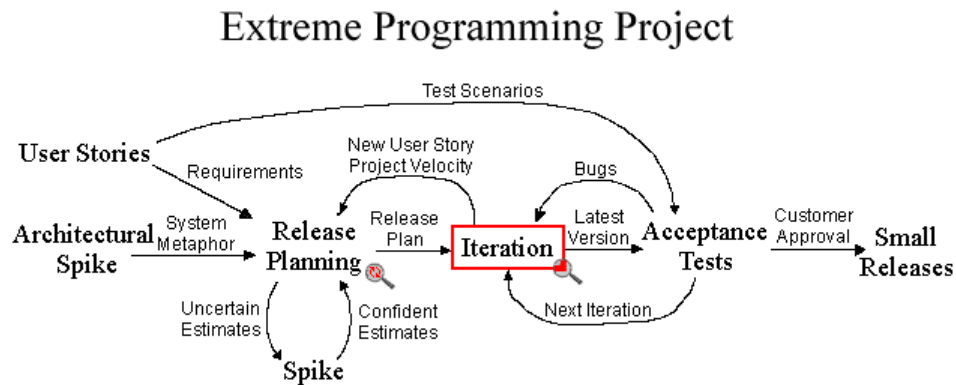 Extreme Programming Project
Test Scenarios
User Stories
Requirements
New User Story
Project Velocity
Bugs
Architectural
Spike
System
Metaphor
Release
Planning
Release
Plan
Iteration
Latest
Version
Acceptance
Tests
Customer
Approval
Small
Releases
Uncertain
Estimates
Confident
Estimates
Next Iteration
Spike